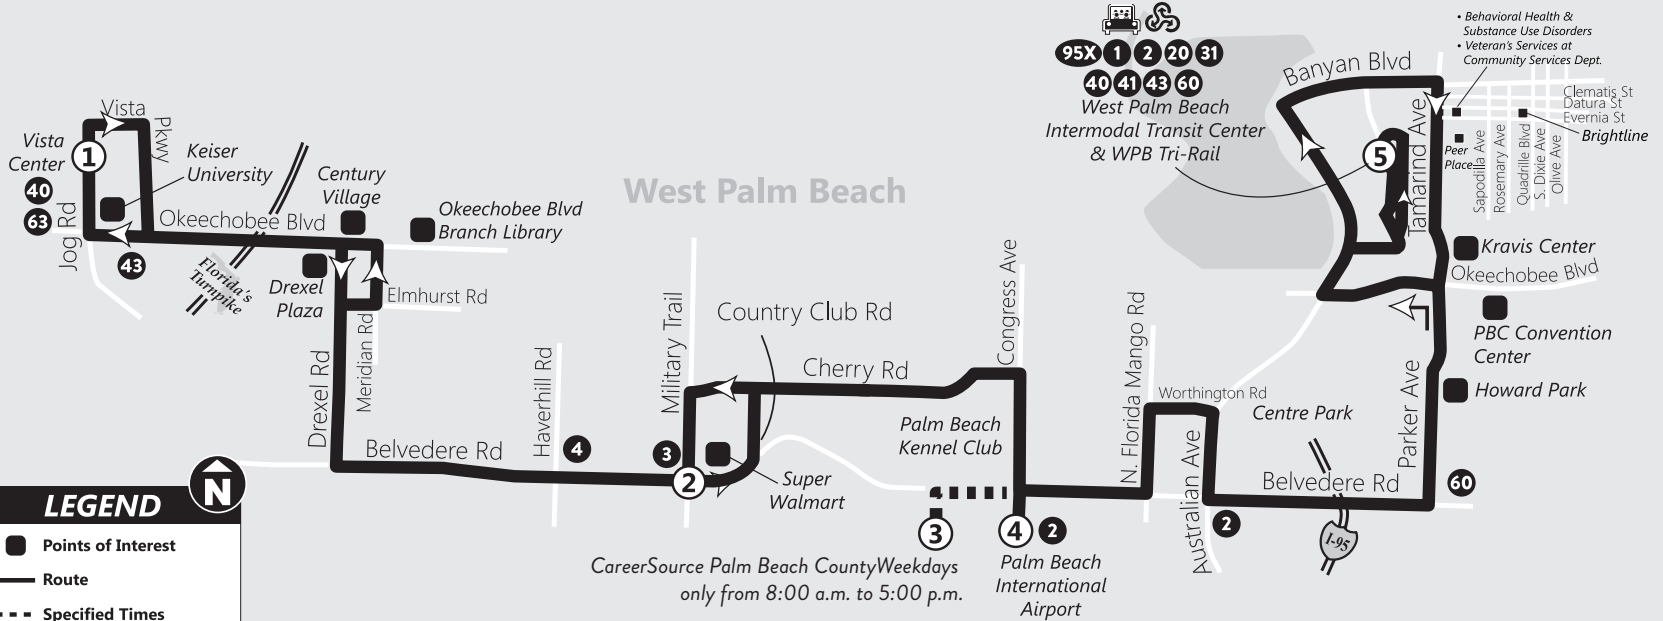 • Behavioral Health &
Substance Use Disorders
• Veteran's Services at
Community Services Dept.
95X 1 2 20 31
40 41 43 60
West Palm Beach
Intermodal Transit Center
& WPB Tri-Rail
Banyan Blvd
Clematis St
Datura St
Evernia St
Brightline
Peer
Place
Sapodilla Ave
Rosemary Ave
Quadrille Blvd
S. Dixie Ave
Olive Ave
Tamarind Ave
5
Vista
Pkwy
Vista
Center
1
40
63
Jog Rd
43
Keiser
University
Okeechobee Blvd
Florida's
Turnpike
Century
Village
Okeechobee Blvd
Branch Library
Drexel
Plaza
Elmhurst Rd
Meridian Rd
Drexel Rd
West Palm Beach
Kravis Center
Okeechobee Blvd
PBC Convention
Center
Howard Park
Parker Ave
Military Trail
Country Club Rd
Cherry Rd
Congress Ave
N. Florida Mango Rd
Worthington Rd
Centre Park
Haverhill Rd
Belvedere Rd
4
3
2
Super
Walmart
Palm Beach
Kennel Club
Australian Ave
Belvedere Rd
60
2
I-95
3
4
2
CareerSource Palm Beach CountyWeekdays
only from 8:00 a.m. to 5:00 p.m.
Palm Beach
International
Airport
N
LEGEND
Points of Interest
Route
Specified Times